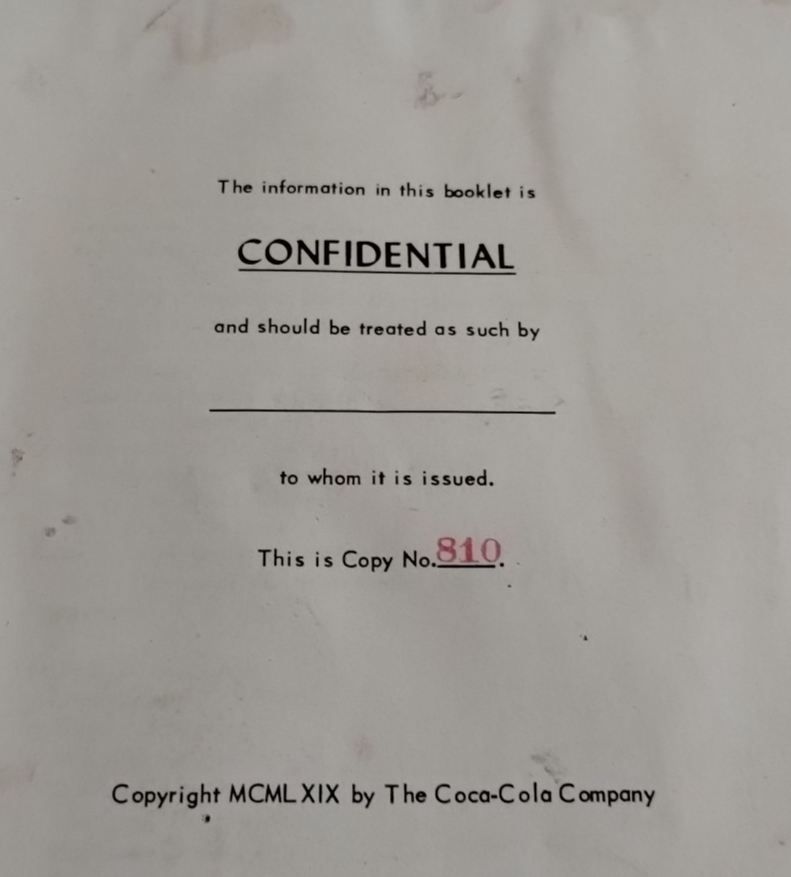 The information in this booklet is
CONFIDENTIAL
and should be treated as such by
to whom it is issued.
This is Copy No.810.
Copyright MCMLXIX by The Coca-Cola Company